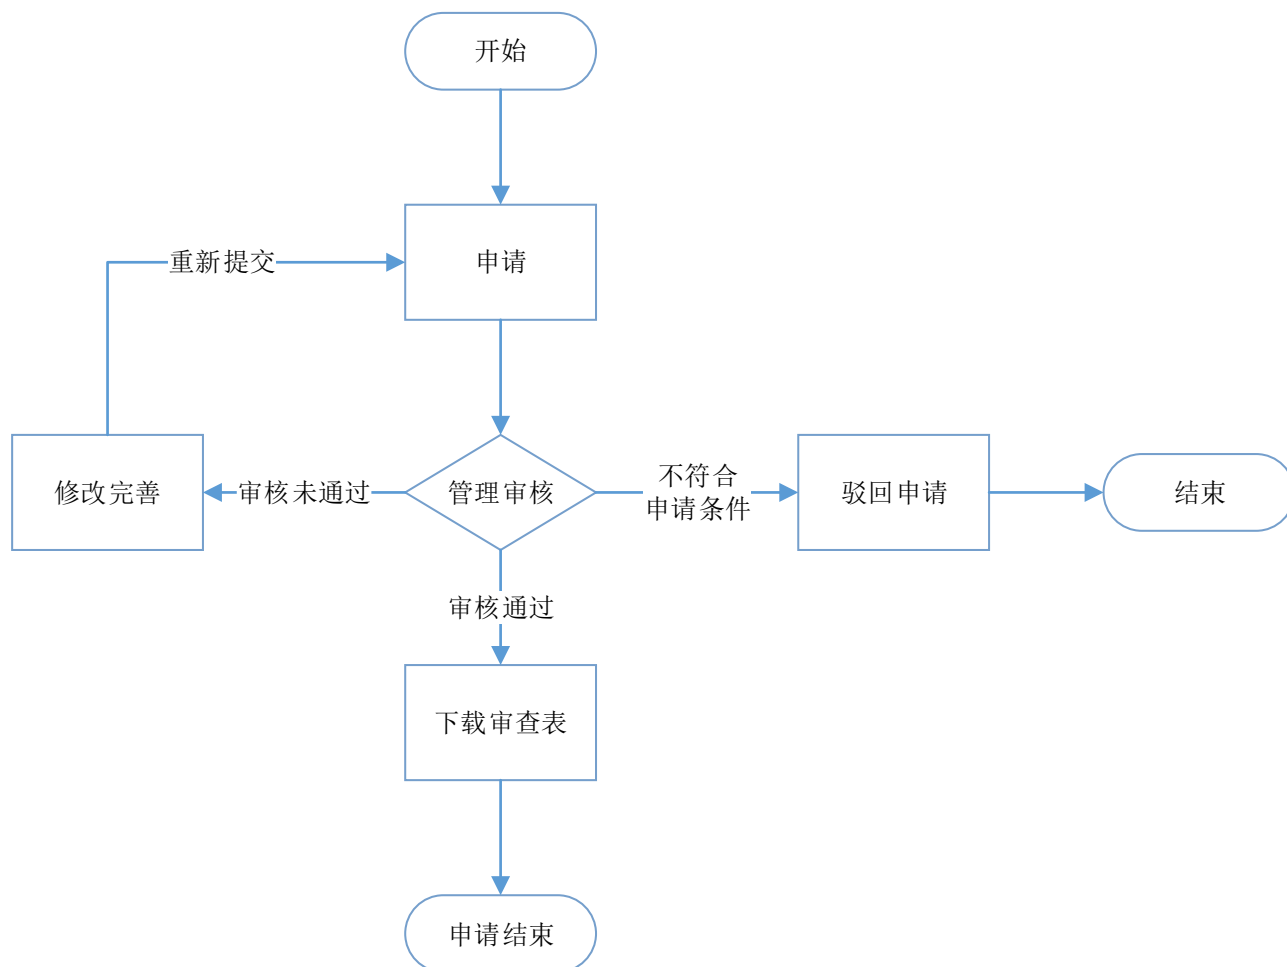 开始
重新提交
申请
修改完善
审核未通过
管理审核
不符合
申请条件
驳回申请
结束
审核通过
下载审查表
申请结束